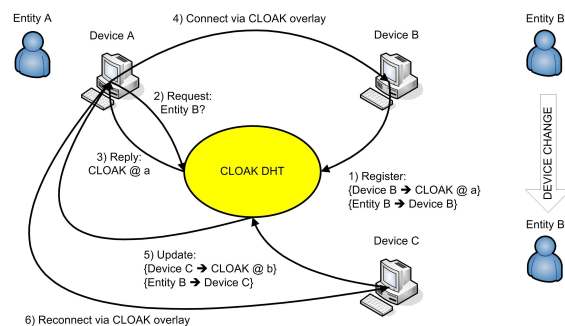 Entity A
Device A
4) Connect via CLOAK overlay
Device B
Entity B
2) Request:
Entity B?
3) Reply:
CLOAK @ a
CLOAK DHT
1) Register:
{Device B ➔ CLOAK @ a}
{Entity B ➔ Device B}
DEVICE CHANGE
Entity B
Device C
5) Update:
{Device C ➔ CLOAK @ b}
{Entity B ➔ Device C}
6) Reconnect via CLOAK overlay